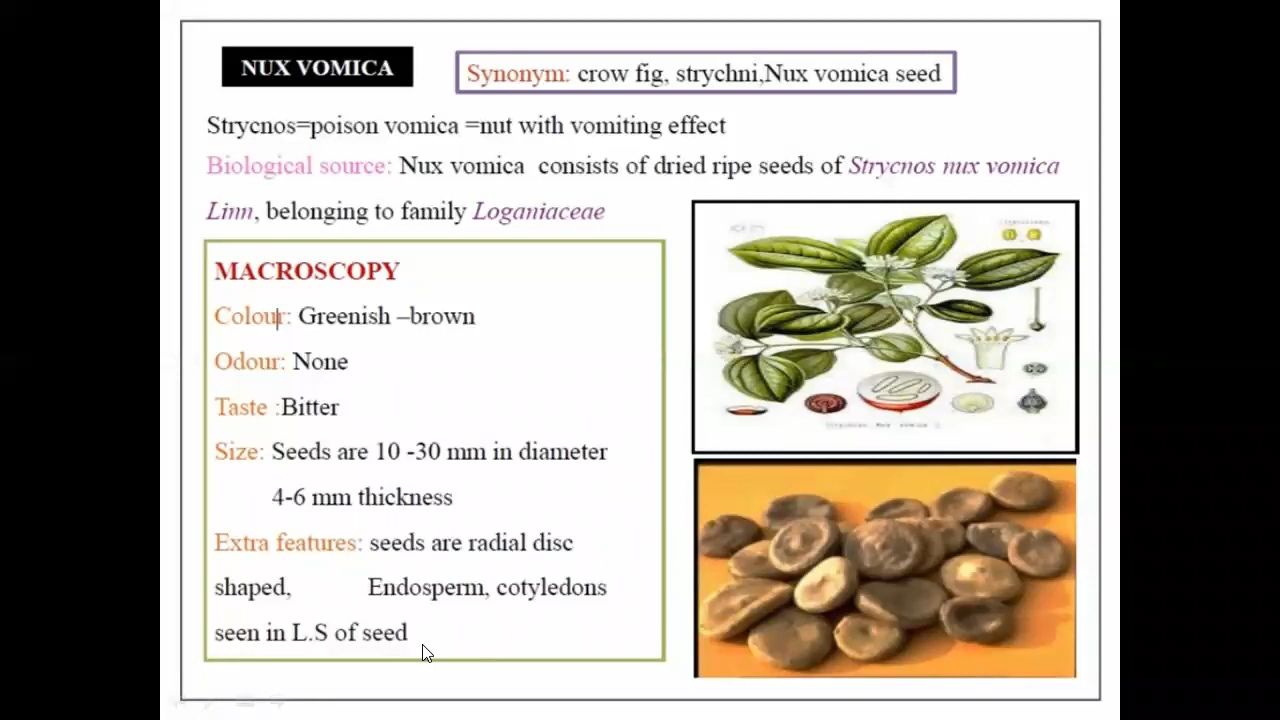 NUX VOMICA
Synonym: crow fig, strychni,Nux vomica seed
Strycnos=poison vomica =nut with vomiting effect
Biological source: Nux vomica consists of dried ripe seeds of Strycnos nux vomica
Linn, belonging to family Loganiaceae
MACROSCOPY
Colour: Greenish –brown
Odour: None
Taste :Bitter
Size: Seeds are 10 -30 mm in diameter
4-6 mm thickness
Extra features: seeds are radial disc
shaped, Endosperm, cotyledons
seen in L.S of seed